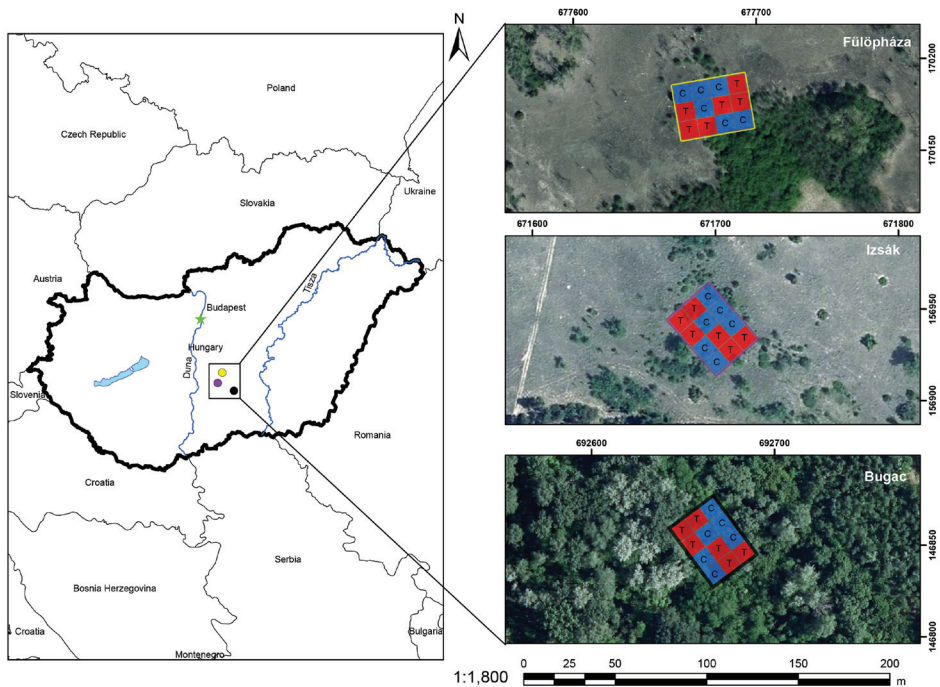 N
Poland
Czech Republic
Ukraine
Slovakia
Austria
Tisza
Budapest
Hungary
Duna
Slovenia
Romania
Croatia
Serbia
Bosnia Herzegovina
Croatia
Bulgaria
Montenegro
677600 677700
Fülöpháza
170200
170150
C C C T
T C T T
T T C C
671600 671700 671800
Izsák
156950
156900
C
T C
T C C
T T T
C T
C
692600 692700
Bugac
146850
146800
C
T C
T C C
T T T
C T
C
1:1,800
0 25 50 100 150 200
m